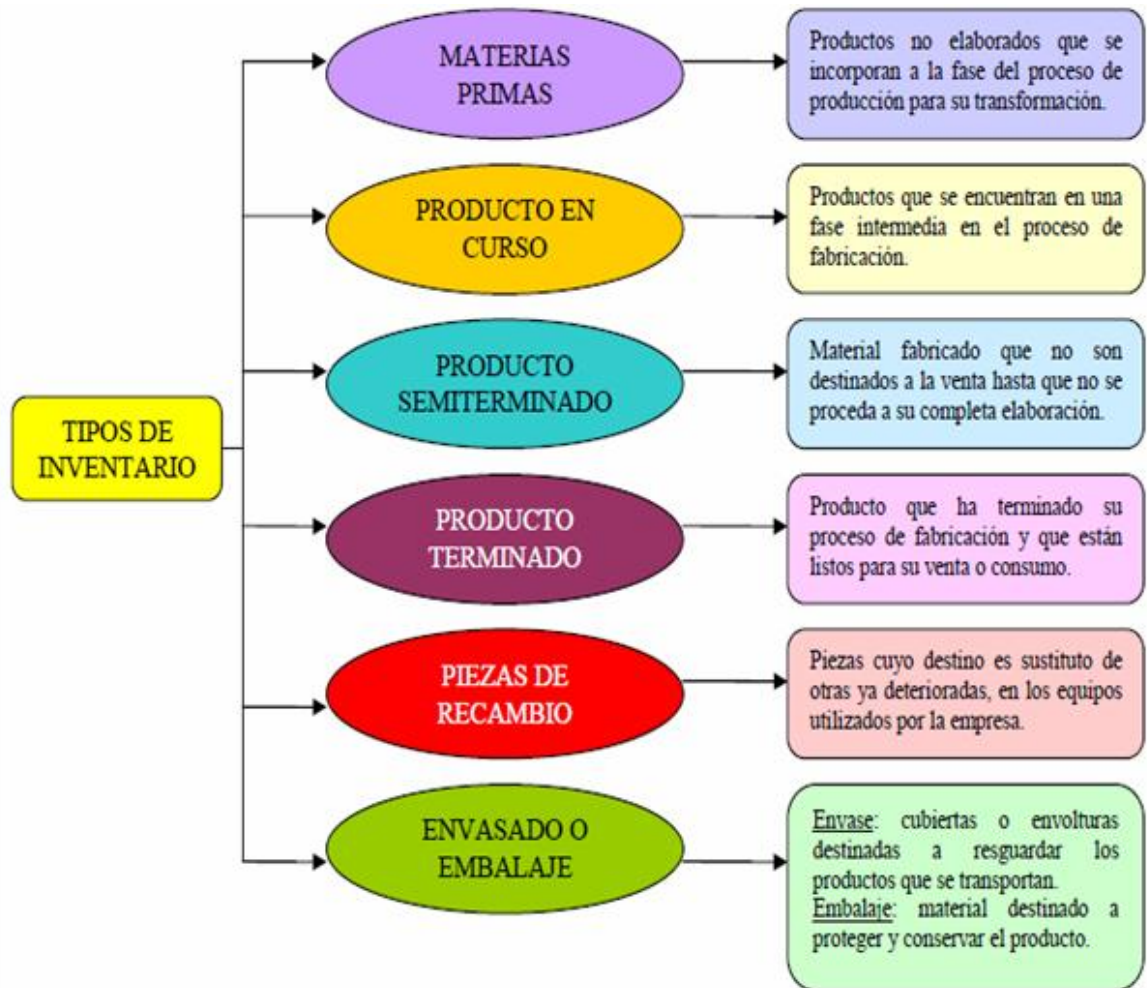 TIPOS DE
INVENTARIO
MATERIAS
PRIMAS
Productos no elaborados que se
incorporan a la fase del proceso de
producción para su transformación.
PRODUCTO EN
CURSO
Productos que se encuentran en una
fase intermedia en el proceso de
fabricación.
PRODUCTO
SEMITERMINADO
Material fabricado que no son
destinados a la venta hasta que no se
proceda a su completa elaboración.
PRODUCTO
TERMINADO
Producto que ha terminado su
proceso de fabricación y que están
listos para su venta o consumo.
PIEZAS DE
RECAMBIO
Piezas cuyo destino es sustituto de
otras ya deterioradas, en los equipos
utilizados por la empresa.
ENVASADO O
EMBALAJE
Envase: cubiertas o envolturas
destinadas a resguardar los
productos que se transportan.
Embalaje: material destinado a
proteger y conservar el producto.